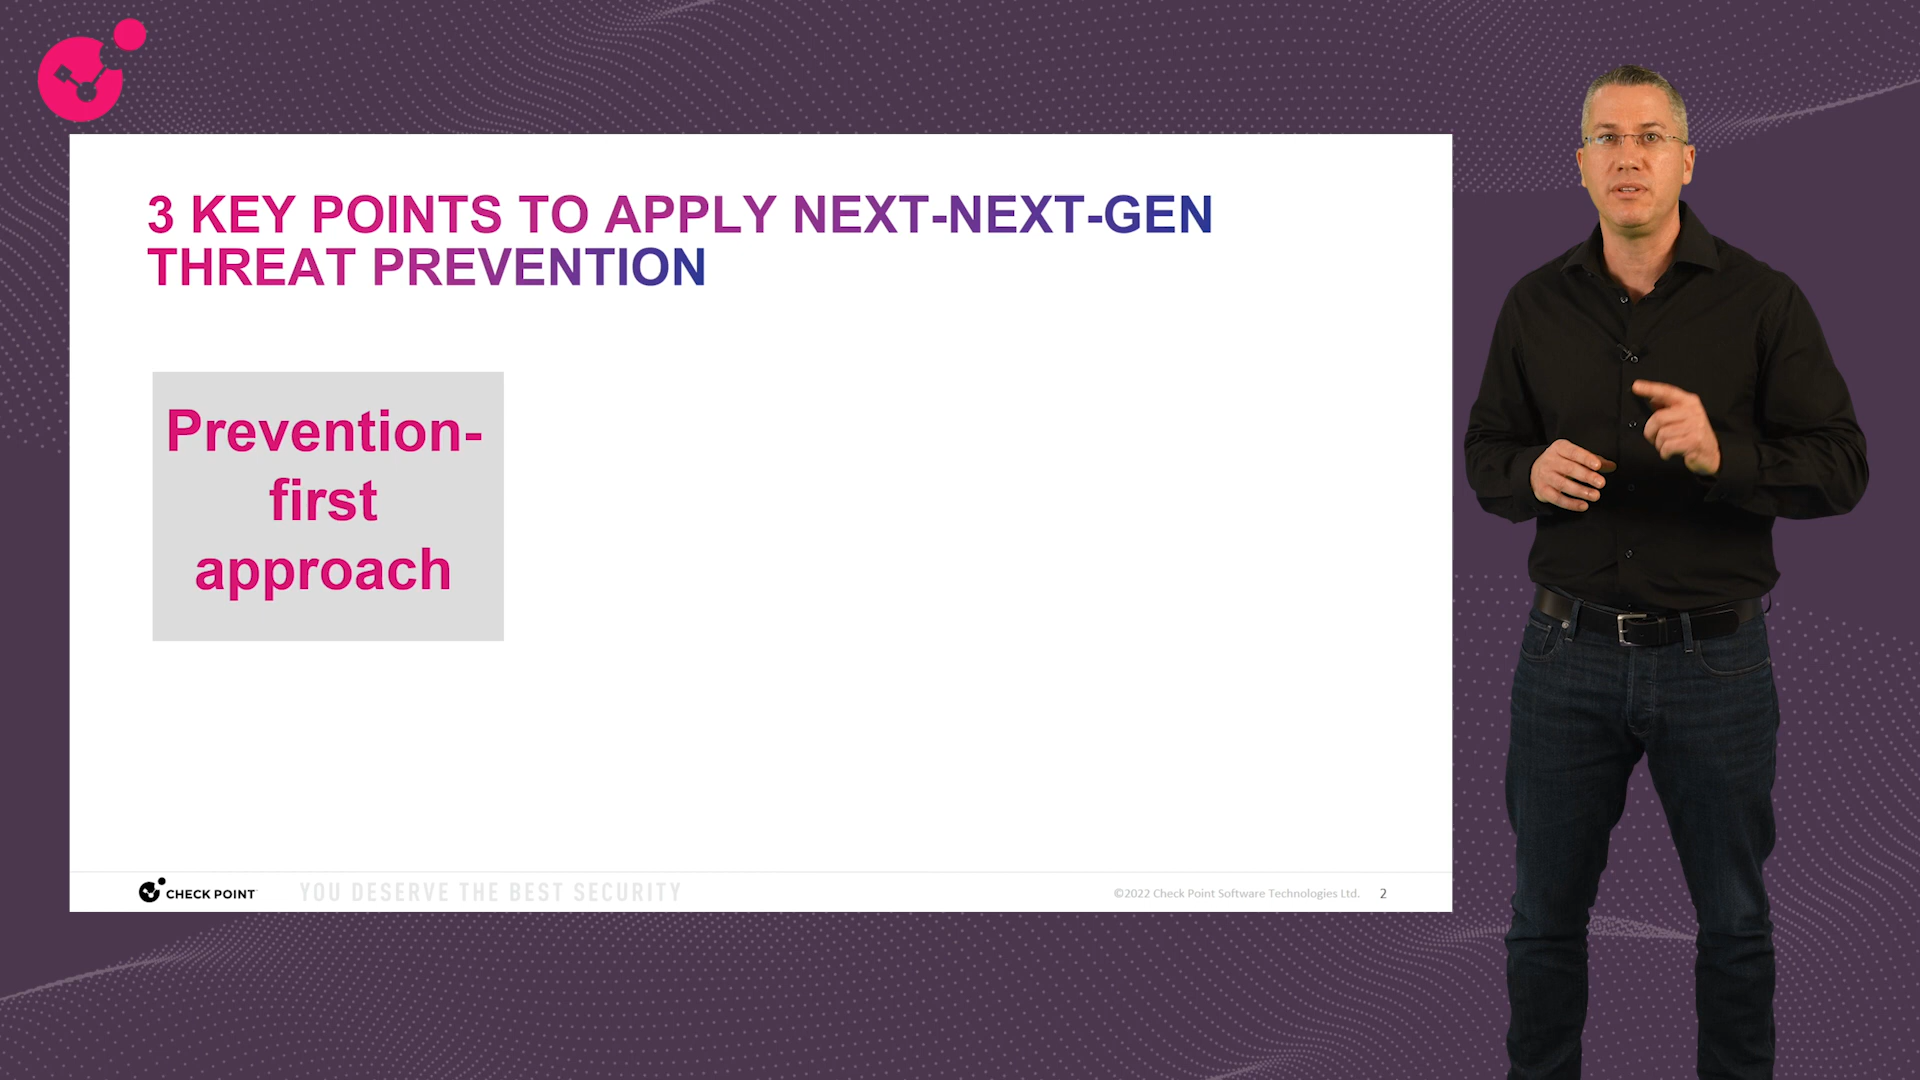 3 KEY POINTS TO APPLY NEXT-NEXT-GEN
THREAT PREVENTION
Prevention-
first
approach
CHECK POINT
YOU DESERVE THE BEST SECURITY
©2022 Check Point Software Technologies Ltd.
2